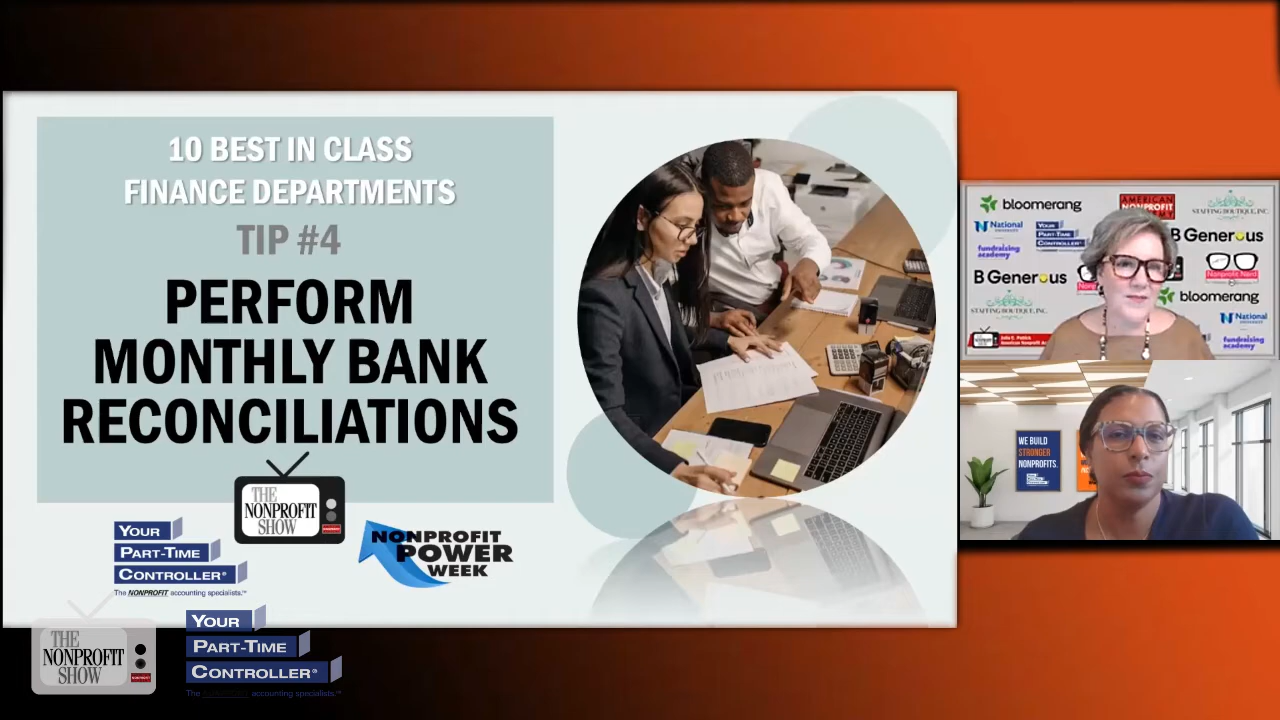 10 BEST IN CLASS
FINANCE DEPARTMENTS
TIP #4
PERFORM
MONTHLY BANK
RECONCILIATIONS
THE
NONPROFIT
SHOW
YOUR
PART-TIME
CONTROLLER®
The NONPROFIT accounting specialists.™
NONPROFIT
POWER
WEEK
THE
NONPROFIT
SHOW
YOUR
PART-TIME
CONTROLLER®
The NONPROFIT accounting specialists.™
bloomerang
AMERICAN
NONPROFIT
STAFFING BOUTIQUE, INC.
National
fundraising
academy
YOUR
PART-TIME
CONTROLLER
B Generous
B Generous
Nonprofit Nerd
bloomerang
STAFFING BOUTIQUE, INC.
National
fundraising
academy
WE BUILD
STRONGER
NONPROFITS.